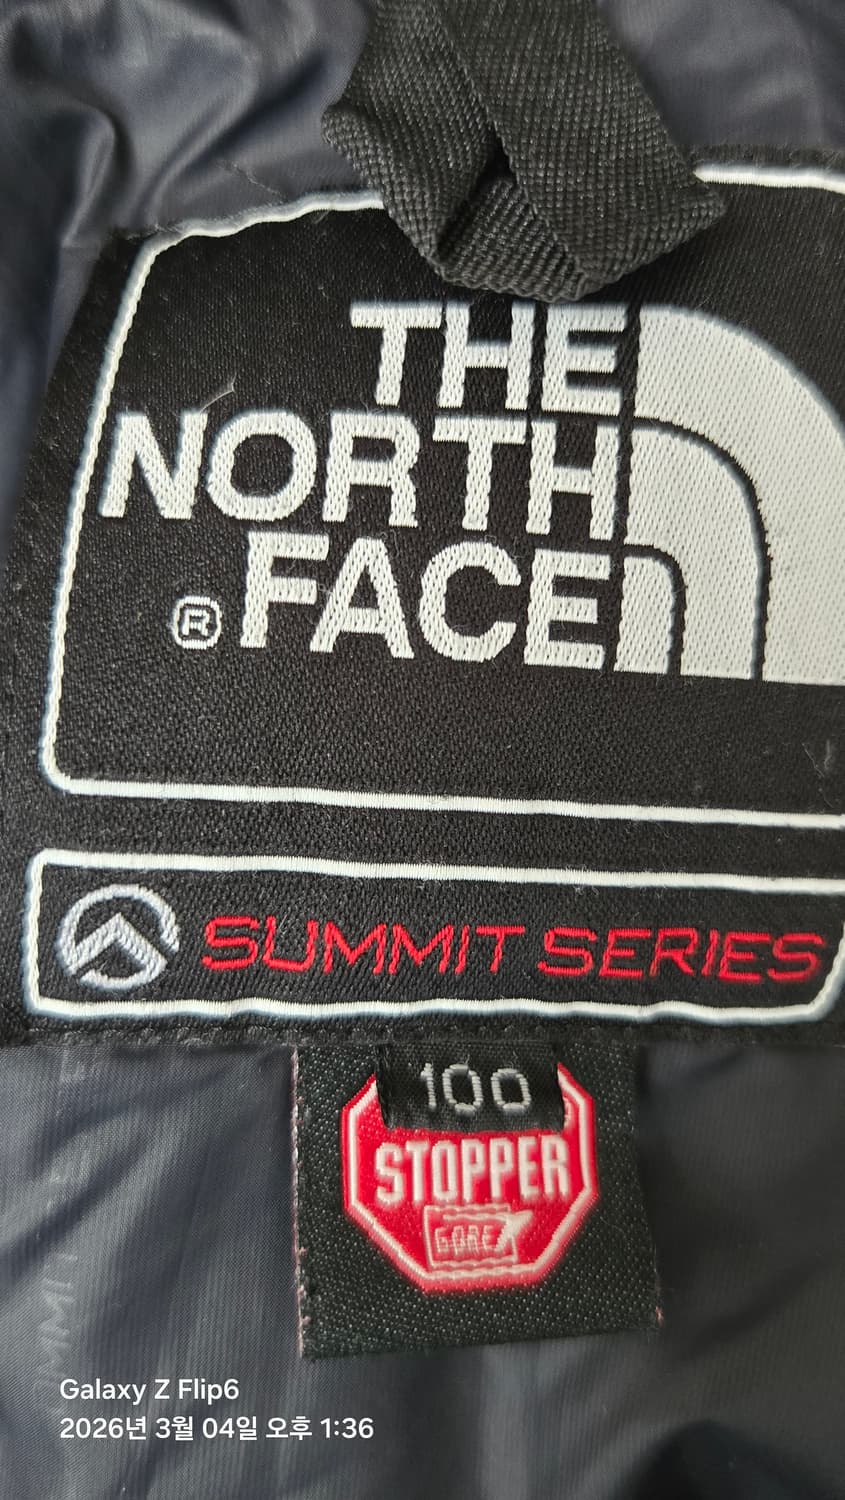 THE
NORTH
FACE
®
SUMMIT SERIES
100
STOPPER
GORE
Galaxy Z Flip6
2026년 3월 04일 오후 1:36